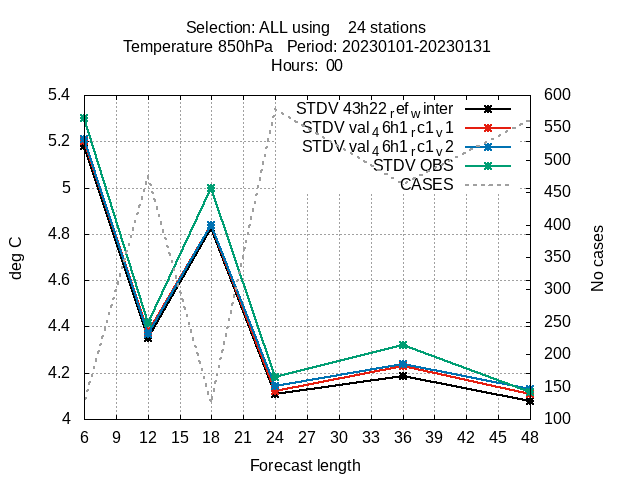 Selection: ALL using 24 stations
Temperature 850hPa Period: 20230101-20230131
Hours: 00
5.4
5.2
5
4.8
4.6
4.4
4.2
4
deg C
600
550
500
450
400
350
300
250
200
150
100
No cases
STDV 43h22refwinter
STDV val46h1rc1v1
STDV val46h1rc1v2
STDV OBS
CASES
6 9 12 15 18 21 24 27 30 33 36 39 42 45 48
Forecast length